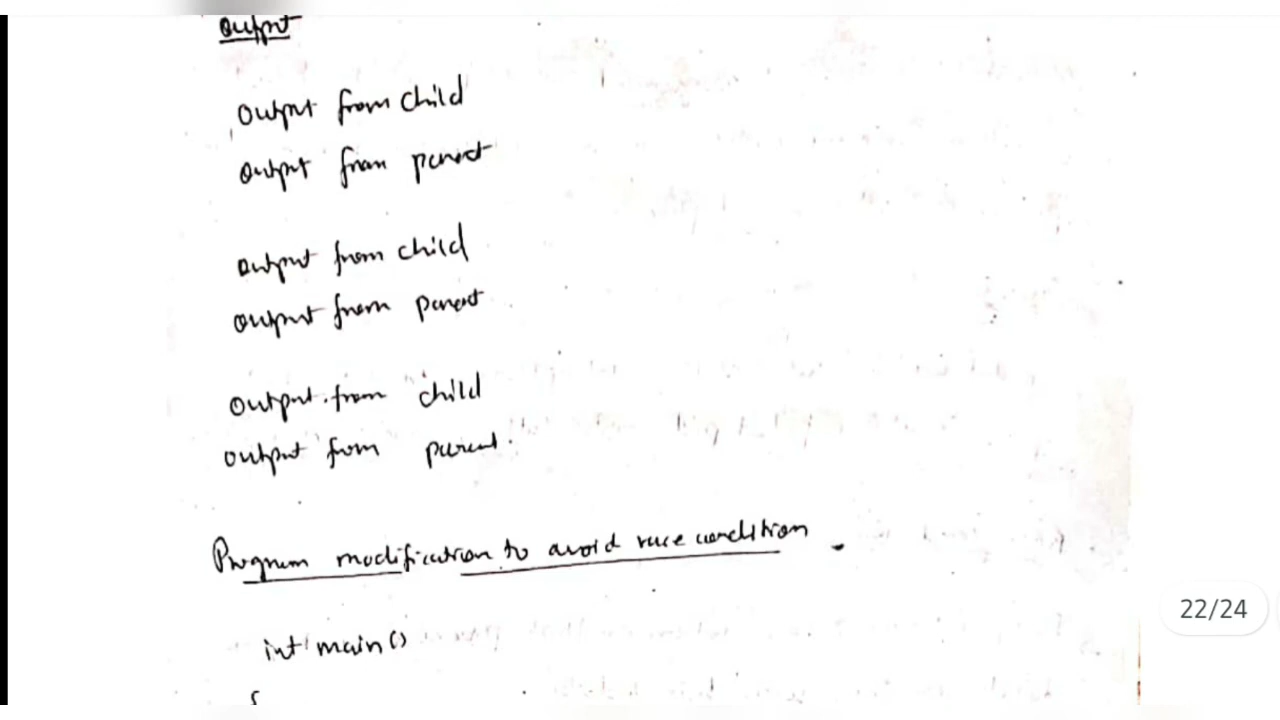 Output
Output from child
Output from parent
Output from child
Output from parent
Output from child
Output from parent.
Program modification to avoid race condition.
int main()
{
22/24